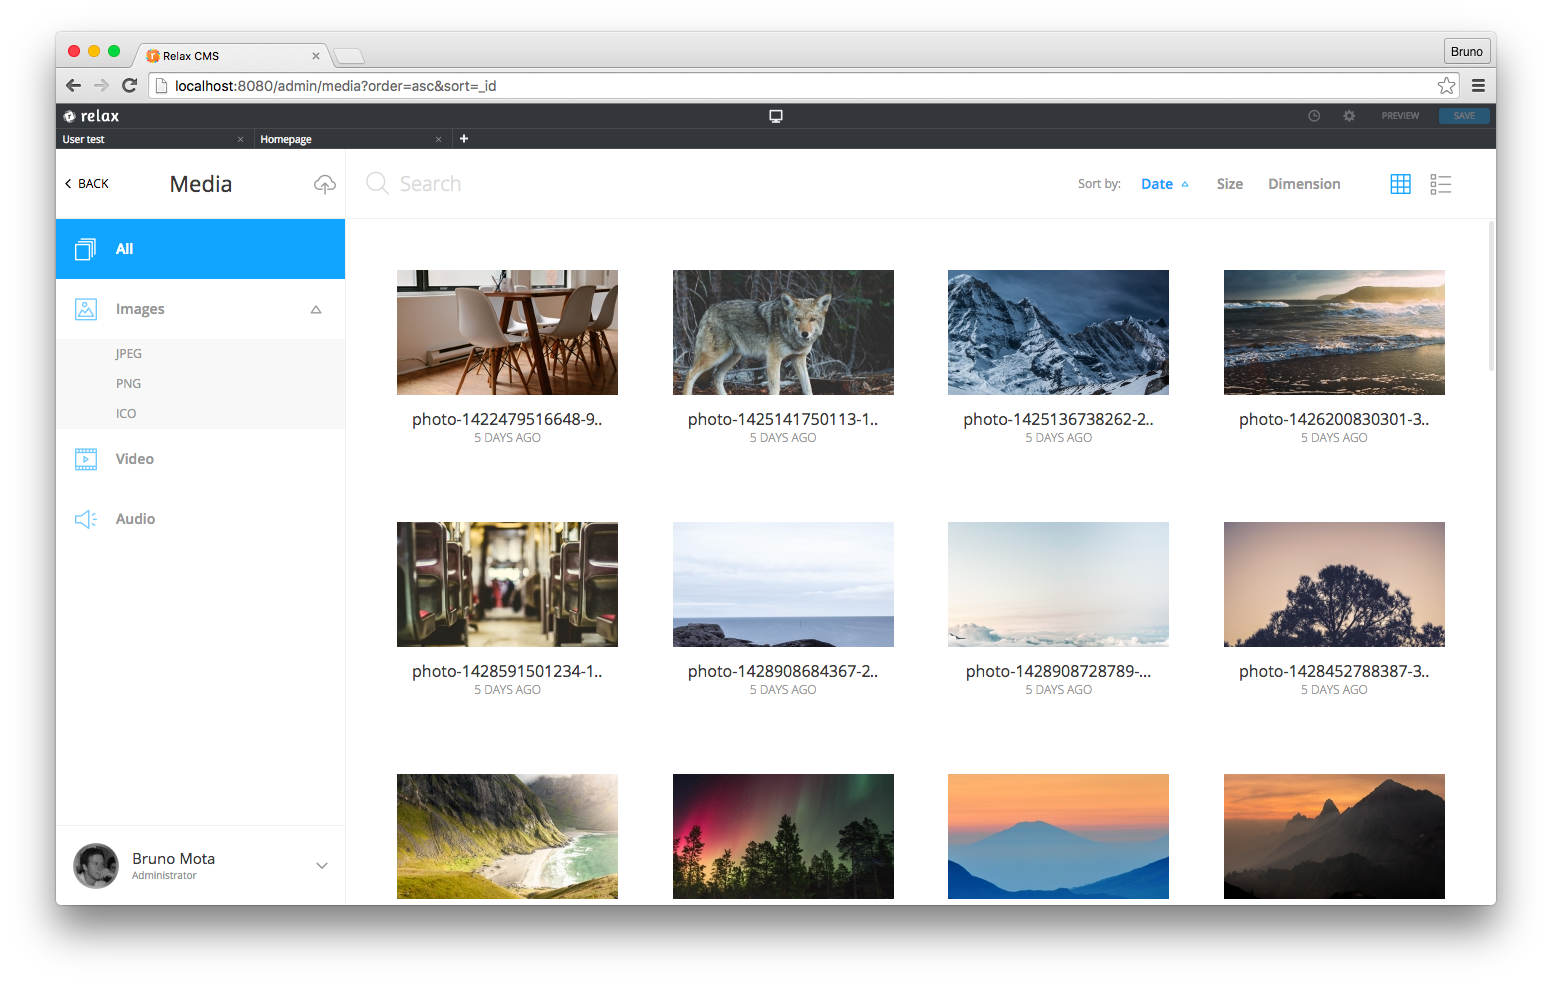 Relax CMS
Bruno
localhost:8080/admin/media?order=asc&sort=_id
relax
PREVIEW
SAVE
User test
Homepage
BACK
Media
Search
Sort by:
Date
Size
Dimension
All
Images
JPEG
PNG
ICO
Video
Audio
photo-1422479516648-9..
5 DAYS AGO
photo-1425141750113-1..
5 DAYS AGO
photo-1425136738262-2..
5 DAYS AGO
photo-1426200830301-3..
5 DAYS AGO
photo-1428591501234-1..
5 DAYS AGO
photo-1428908684367-2..
5 DAYS AGO
photo-1428908728789-...
5 DAYS AGO
photo-1428452788387-3..
5 DAYS AGO
Bruno Mota
Administrator